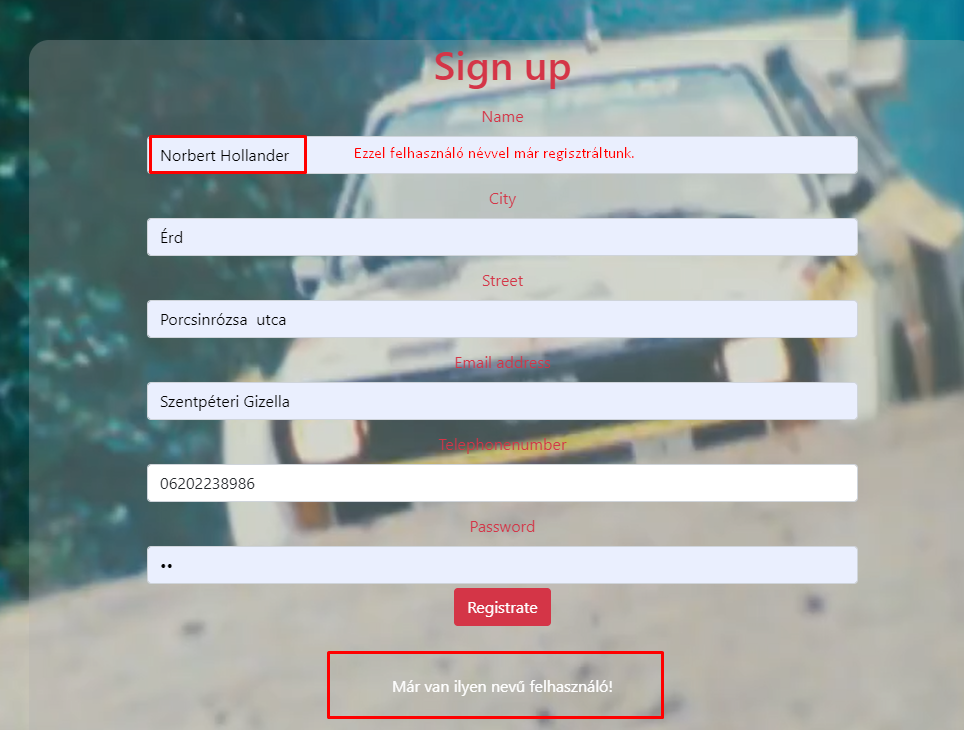 Sign up
Name
Norbert Hollander
Ezzel felhasználó névvel már regisztráltunk.
City
Érd
Street
Porcsinrózsa utca
Email address
Szentpéteri Gizella
Telephonenumber
06202238986
Password
••
Registrate
Már van ilyen nevű felhasználó!